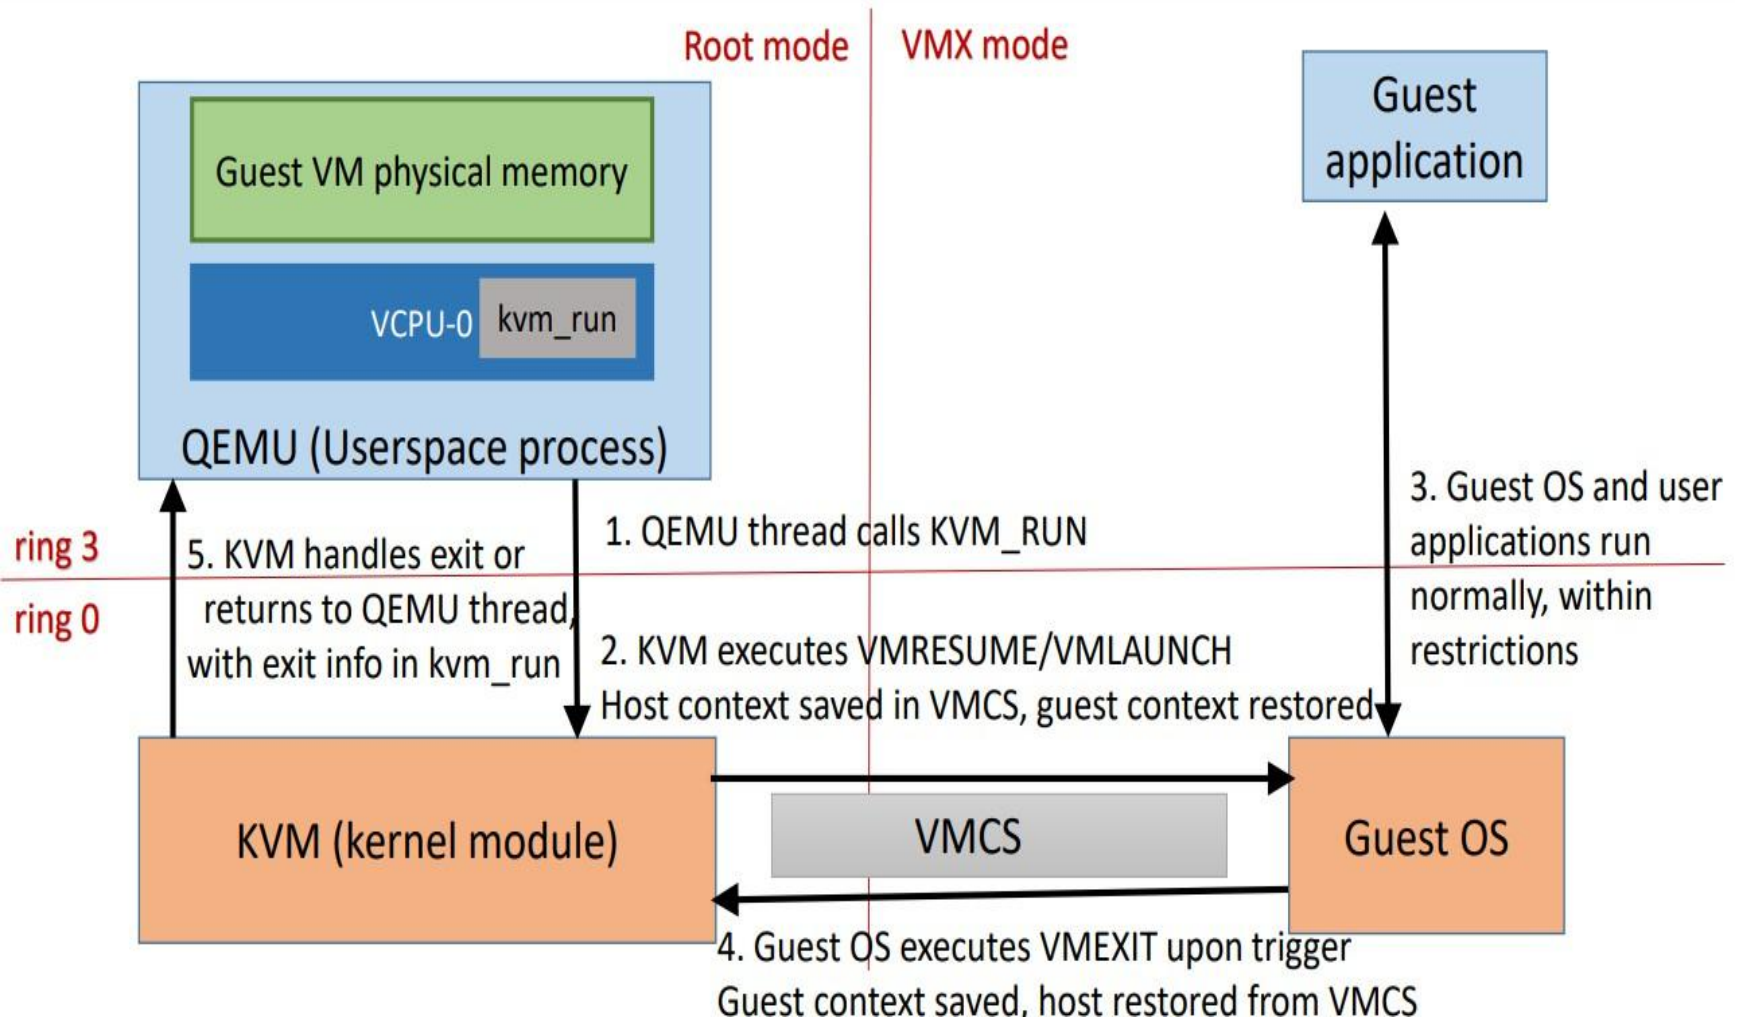 Root mode
VMX mode
Guest VM physical memory
VCPU-0
kvm_run
QEMU (Userspace process)
Guest
application
ring 3
ring 0
1. QEMU thread calls KVM_RUN
5. KVM handles exit or
returns to QEMU thread,
with exit info in kvm_run
2. KVM executes VMRESUME/VMLAUNCH
Host context saved in VMCS, guest context restored
3. Guest OS and user
applications run
normally, within
restrictions
KVM (kernel module)
VMCS
Guest OS
4. Guest OS executes VMEXIT upon trigger
Guest context saved, host restored from VMCS